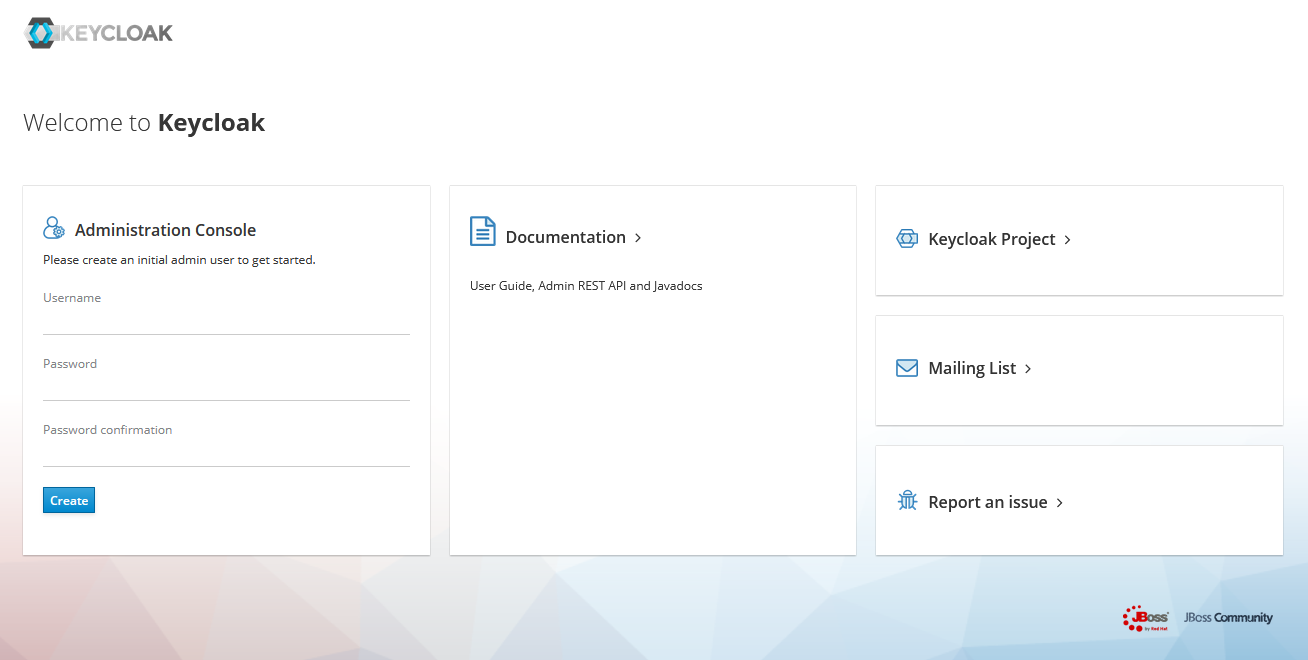 KEYCLOAK
Welcome to Keycloak
Administration Console
Please create an initial admin user to get started.
Username
Password
Password confirmation
Create
Documentation
User Guide, Admin REST API and Javadocs
Keycloak Project
Mailing List
Report an issue
JBoss
by Red Hat
JBoss Community